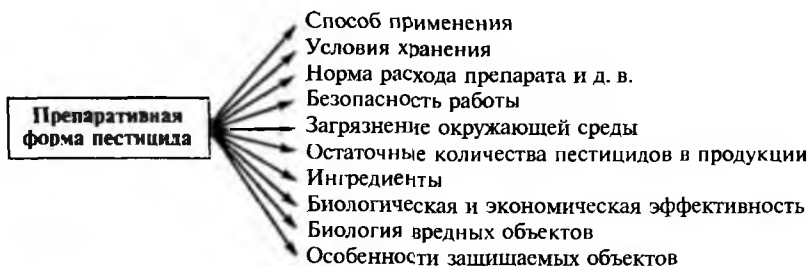 Препаративная
форма пестицида
Способ применения
Условия хранения
Норма расхода препарата и д. в.
Безопасность работы
Загрязнение окружающей среды
Остаточные количества пестицидов в продукции
Ингредиенты
Биологическая и экономическая эффективность
Биология вредных объектов
Особенности защищаемых объектов